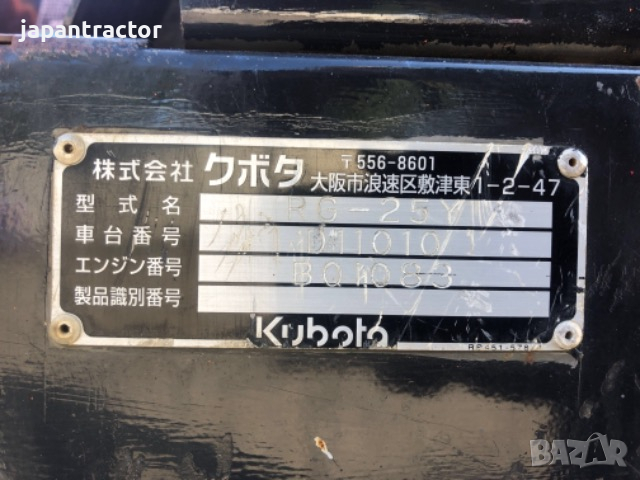 japantractor
株式会社 クボタ 〒556-8601
大阪市浪速区敷津東1-2-47
型式名
車台番号
エンジン番号 BQ1083
製品識別番号
Kubota
BAZAR